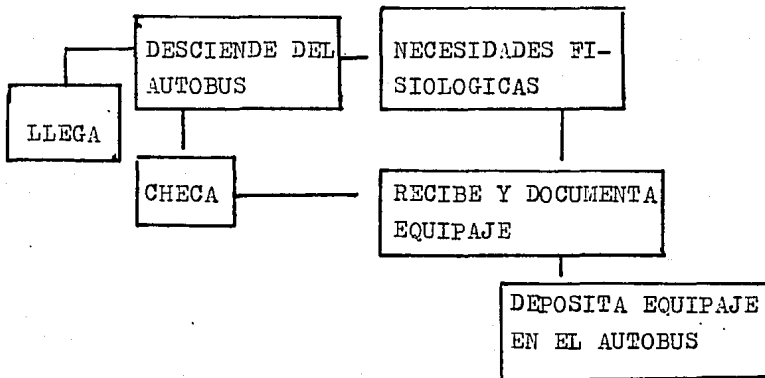 DESCIENDE DEL
AUTOBUS
NECESIDADES FI-
SIOLOGICAS
LLEGA
CHECA
RECIBE Y DOCUMENTA
EQUIPAJE
DEPOSITA EQUIPAJE
EN EL AUTOBUS